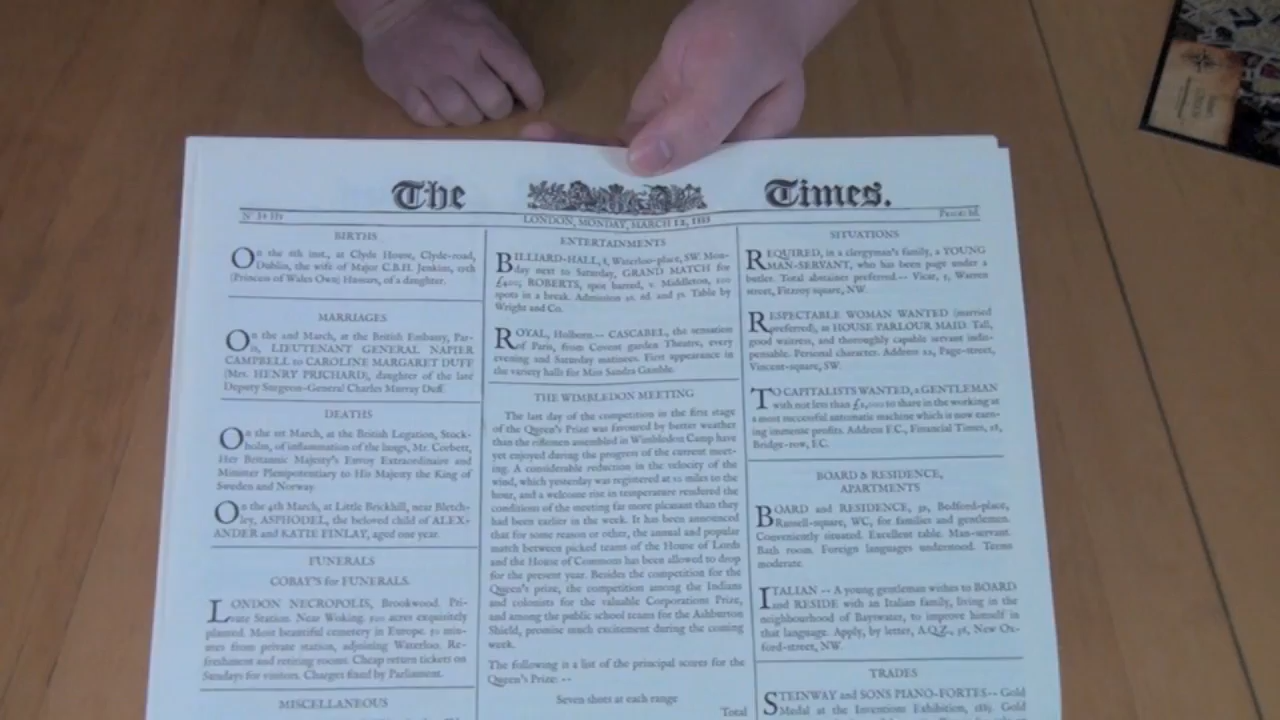 The Times.
LONDON, MONDAY, MARCH 12, 1888
BIRTHS
On the 8th inst., at Clyde House, Clyde-road,
Dublin, the wife of Major C.B.H. Jenkins, 19th
(Princess of Wales Own) Hussars, of a daughter.
MARRIAGES
On the 2nd March, at the British Embassy, Par-
is, LIEUTENANT GENERAL NAPIER
CAMPBELL to CAROLINE MARGARET DUFF
(Mrs. HENRY PRICHARD), daughter of the late
Deputy Surgeon-General Charles Murray Duff.
DEATHS
On the 1st March, at the British Legation, Stock-
holm, of inflamation of the lungs, Mr. Corbett,
Her Britannic Majesty's Envoy Extraordinaire and
Minister Plenipotentiary to His Majesty the King of
Sweden and Norway.
On the 4th March, at Little Brickhill, near Bletch-
ley, ASPHODEL, the beloved child of ALEX-
ANDER and KATIE FINLAY, aged one year.
FUNERALS
COBAY'S for FUNERALS.
LONDON NECROPOLIS, Brookwood. Pri-
vate Station. Near Woking. 500 acres exquisitely
planted. Most beautiful cemetery in Europe. 50 min-
utes from private station, adjoining Waterloo. Re-
freshment and retiring rooms. Cheap return tickets on
Sundays for visitors. Charges fixed by Parliament.
MISCELLANEOUS
ENTERTAINMENTS
BILLIARD-HALL, 1, Waterloo-place, SW. Mon-
day next to Saturday, GRAND MATCH for
ROBERTS, spot barred, v. Middleton, 100
spots in a break. Admission Table by
Wright and Co.
ROYAL, Holborn.-- CASCABEL, the sensation
of Paris, from Covent garden Theatre, every
evening and Saturday matinees. First appearance in
the variety halls for Miss Sandra Gamble.
THE WIMBLEDON MEETING
The last day of the competition in the first stage
of the Queen's Prize was favoured by better weather
than the riflemen assembled in Wimbledon Camp have
yet enjoyed during the progress of the current meet-
ing. A considerable reduction in the velocity of the
wind, which yesterday was registered at 50 miles to the
hour, and a welcome rise in temperature rendered the
conditions of the meeting far more pleasant than they
had been earlier in the week. It has been announced
that for some reason or other, the annual and popular
match between picked teams of the House of Lords
and the House of Commons has been allowed to drop
for the present year. Besides the competition for the
Queen's prize, the competition among the Indians
and colonists for the valuable Corporations Prize,
and among the public school teams for the Ashburton
Shield, promise much excitement during the coming
week.
The following is a list of the principal scores for the
Queen's Prize: --
Seven shots at each range
Total
SITUATIONS
REQUIRED, in a clergyman's family, a YOUNG
MAN-SERVANT, who has been page under a
butler. Total abstainer preferred.-- Vicar, 1, Warren
street, Fitzroy square, NW.
RESPECTABLE WOMAN WANTED (married
preferred), as HOUSE PARLOUR MAID. Tall,
good waitress, and thoroughly capable servant indis-
pensable. Personal character. Address 22, Page-street,
Vincent-square, SW.
TO CAPITALISTS WANTED, a GENTLEMAN
with not less than £2,000 to share in the working of
a most successful automatic machine which is now earn-
ing immense profits. Address F.C., Financial Times, 28,
Bridge-row, E.C.
BOARD & RESIDENCE,
APARTMENTS
BOARD and RESIDENCE, 50, Bedford-place,
Russell-square, WC, for families and gentlemen.
Conveniently situated. Excellent table. Man-servant.
Bath room. Foreign languages understood. Terms
moderate.
ITALIAN -- A young gentleman wishes to BOARD
and RESIDE with an Italian family, living in the
neighbourhood of Bayswater, to improve himself in
that language. Apply, by letter, A.Q.Z., 56, New Ox-
ford-street, NW.
TRADES
STEINWAY and SONS PIANO-FORTES-- Gold
Medal at the Inventions Exhibition, 1885. Gold